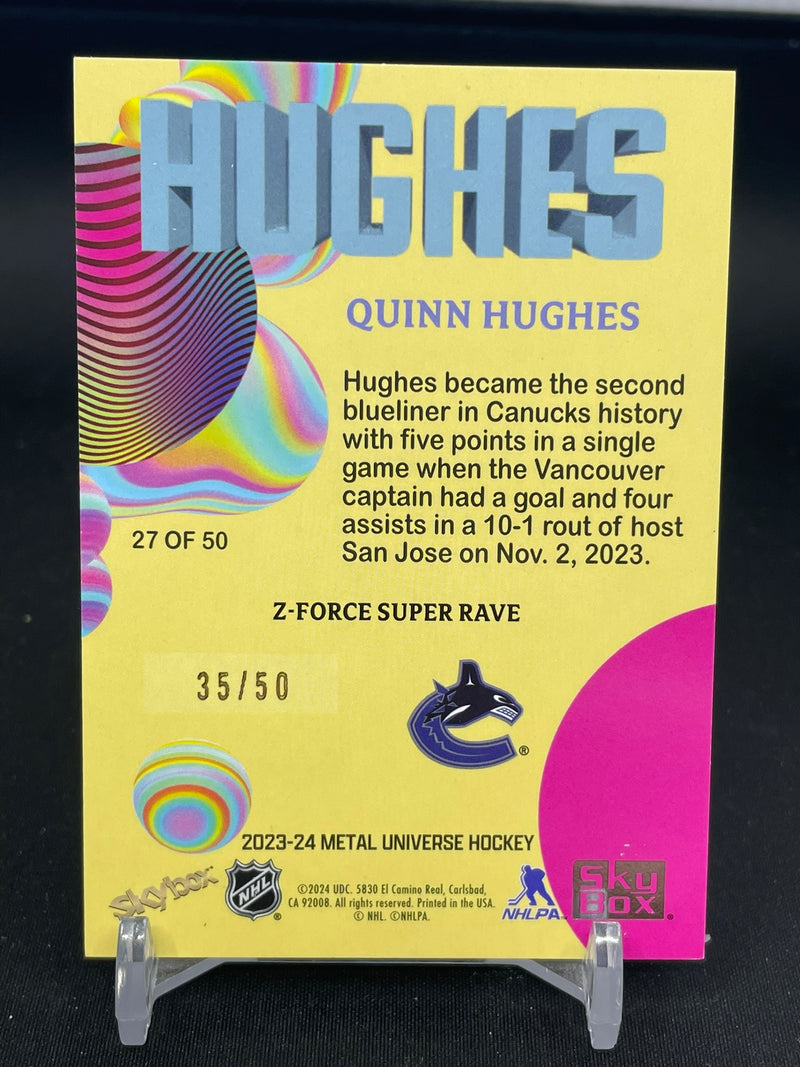 HUGHES
QUINN HUGHES
Hughes became the second
blueliner in Canucks history
with five points in a single
game when the Vancouver
captain had a goal and four
assists in a 10-1 rout of host
San Jose on Nov. 2, 2023.
27 OF 50
Z-FORCE SUPER RAVE
35/50
®
2023-24 METAL UNIVERSE HOCKEY
skybox
NHL ®
©2024 UDC. 5830 El Camino Real, Carlsbad,
CA 92008. All rights reserved. Printed in the USA.
© NHL. ©NHLPA.
NHLPA
SKY
BOX ®